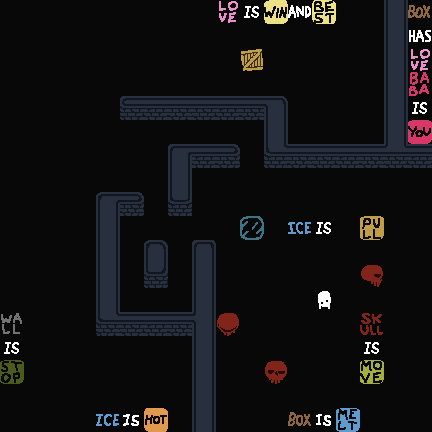 LOVE IS WIN AND BEST
BOX HAS LOVE
BABA IS YOU
ICE IS PULL
WALL IS STOP
SKULL IS MOVE
ICE IS HOT
BOX IS MELT